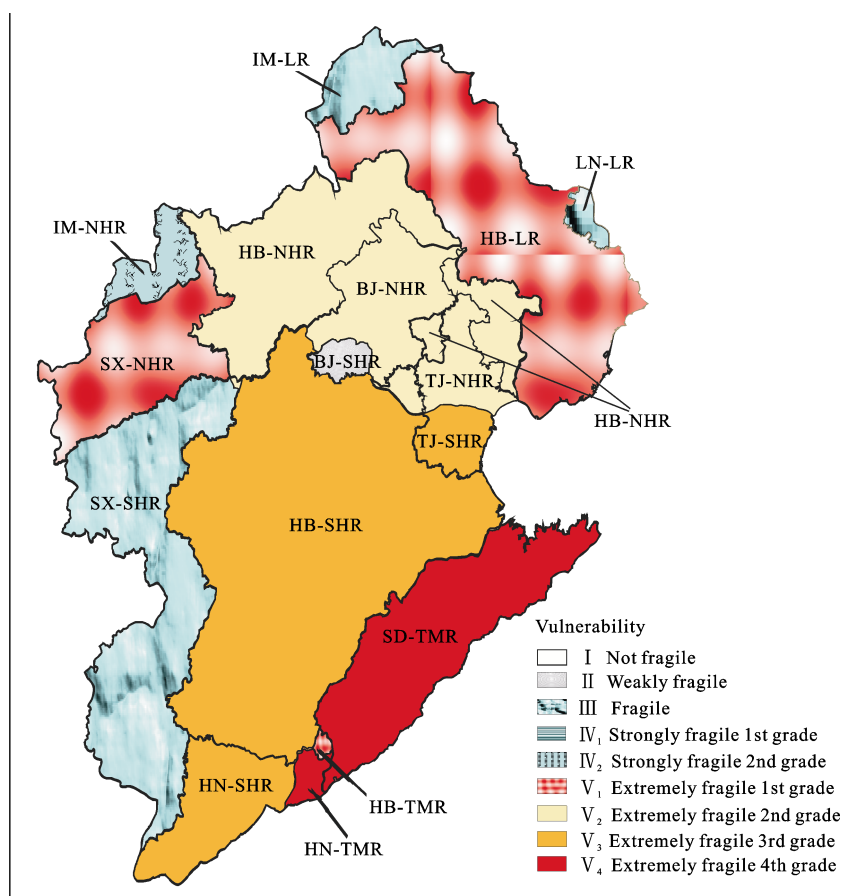 IM-LR
LN-LR
IM-NHR
HB-NHR
HB-LR
BJ-NHR
SX-NHR
BJ-SHR
TJ-NHR
HB-NHR
TJ-SHR
SX-SHR
HB-SHR
SD-TMR
HN-SHR
HB-TMR
HN-TMR
Vulnerability
I Not fragile
II Weakly fragile
III Fragile
IV₁ Strongly fragile 1st grade
IV₂ Strongly fragile 2nd grade
V₁ Extremely fragile 1st grade
V₂ Extremely fragile 2nd grade
V₃ Extremely fragile 3rd grade
V₄ Extremely fragile 4th grade